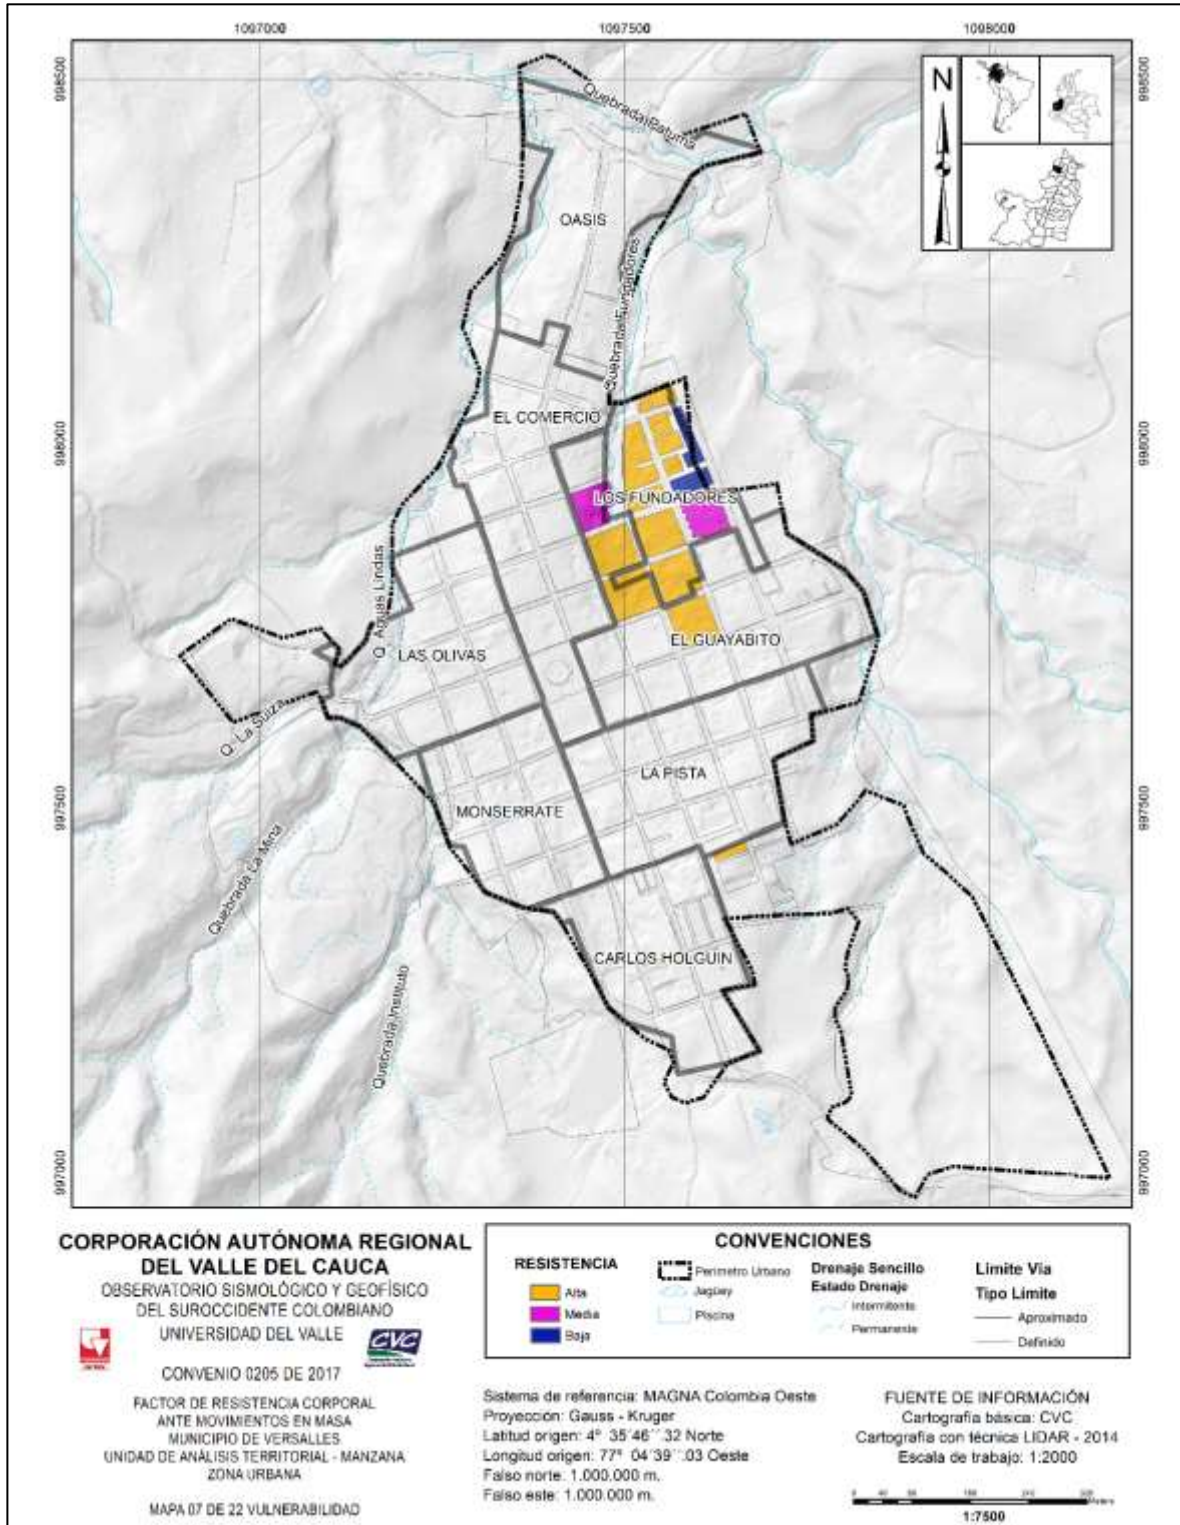 1097000 1097500 1098000
998500 998500
N
Quebrada Patuma
OASIS
Quebrada Fundadores
EL COMERCIO
998000 998000
LOS FUNDADORES
Q. Aguas Lindas
EL GUAYABITO
LAS OLIVAS
Q. La Suiza
LA PISTA
MONSERRATE
997500 997500
Quebrada La Mina
CARLOS HOLGUIN
Quebrada Instituto
997000 997000
CORPORACIÓN AUTÓNOMA REGIONAL
DEL VALLE DEL CAUCA
OBSERVATORIO SISMOLÓGICO Y GEOFÍSICO
DEL SUROCCIDENTE COLOMBIANO
UNIVERSIDAD DEL VALLE
CVC
CONVENIO 0205 DE 2017
FACTOR DE RESISTENCIA CORPORAL
ANTE MOVIMIENTOS EN MASA
MUNICIPIO DE VERSALLES
UNIDAD DE ANÁLISIS TERRITORIAL - MANZANA
ZONA URBANA
MAPA 07 DE 22 VULNERABILIDAD
CONVENCIONES
RESISTENCIA
Alta
Media
Baja
Perimetro Urbano
Jagüey
Piscina
Drenaje Sencillo
Estado Drenaje
Intermitente
Permanente
Limite Via
Tipo Limite
Aproximado
Definido
Sistema de referencia: MAGNA Colombia Oeste
Proyección: Gauss - Kruger
Latitud origen: 4º 35´46´´.32 Norte
Longitud origen: 77º 04´39´´.03 Oeste
Falso norte: 1.000.000 m.
Falso este: 1.000.000 m.
FUENTE DE INFORMACIÓN
Cartografía básica: CVC
Cartografía con técnica LIDAR - 2014
Escala de trabajo: 1:2000
1:7500